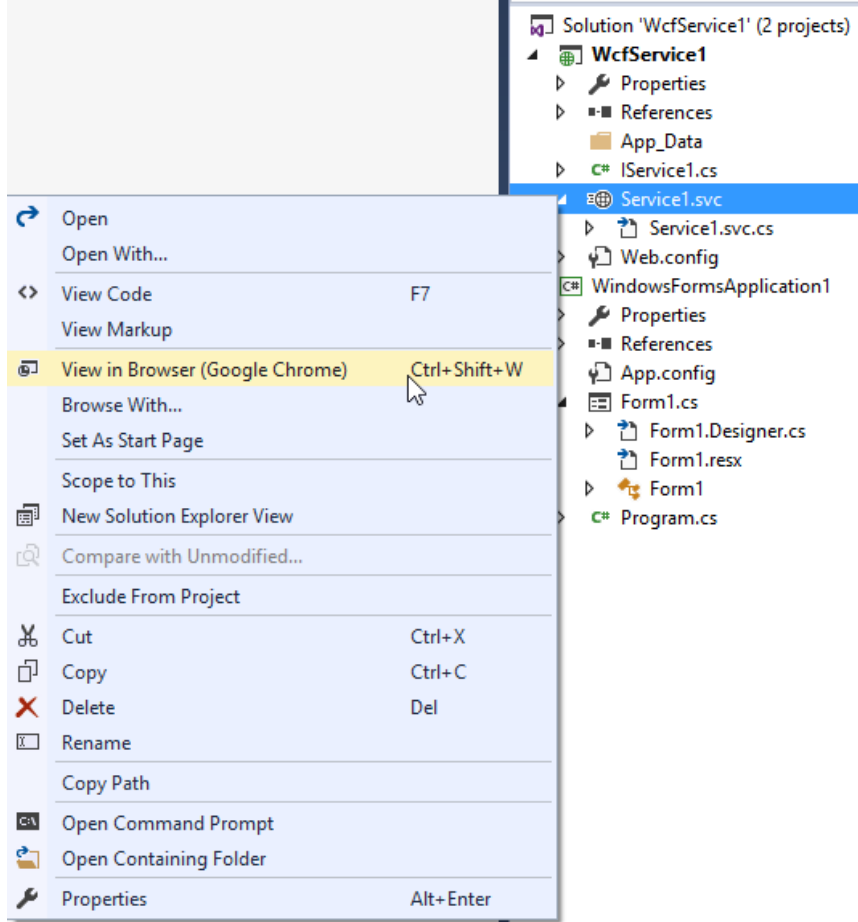 Solution 'WcfService1' (2 projects)
WcfService1
Properties
References
App_Data
C# IService1.cs
Service1.svc
Service1.svc.cs
Web.config
C# WindowsFormsApplication1
Properties
References
App.config
Form1.cs
Form1.Designer.cs
Form1.resx
Form1
C# Program.cs
Open
Open With...
View Code F7
View Markup
View in Browser (Google Chrome) Ctrl+Shift+W
Browse With...
Set As Start Page
Scope to This
New Solution Explorer View
Compare with Unmodified...
Exclude From Project
Cut Ctrl+X
Copy Ctrl+C
Delete Del
Rename
Copy Path
Open Command Prompt
Open Containing Folder
Properties Alt+Enter